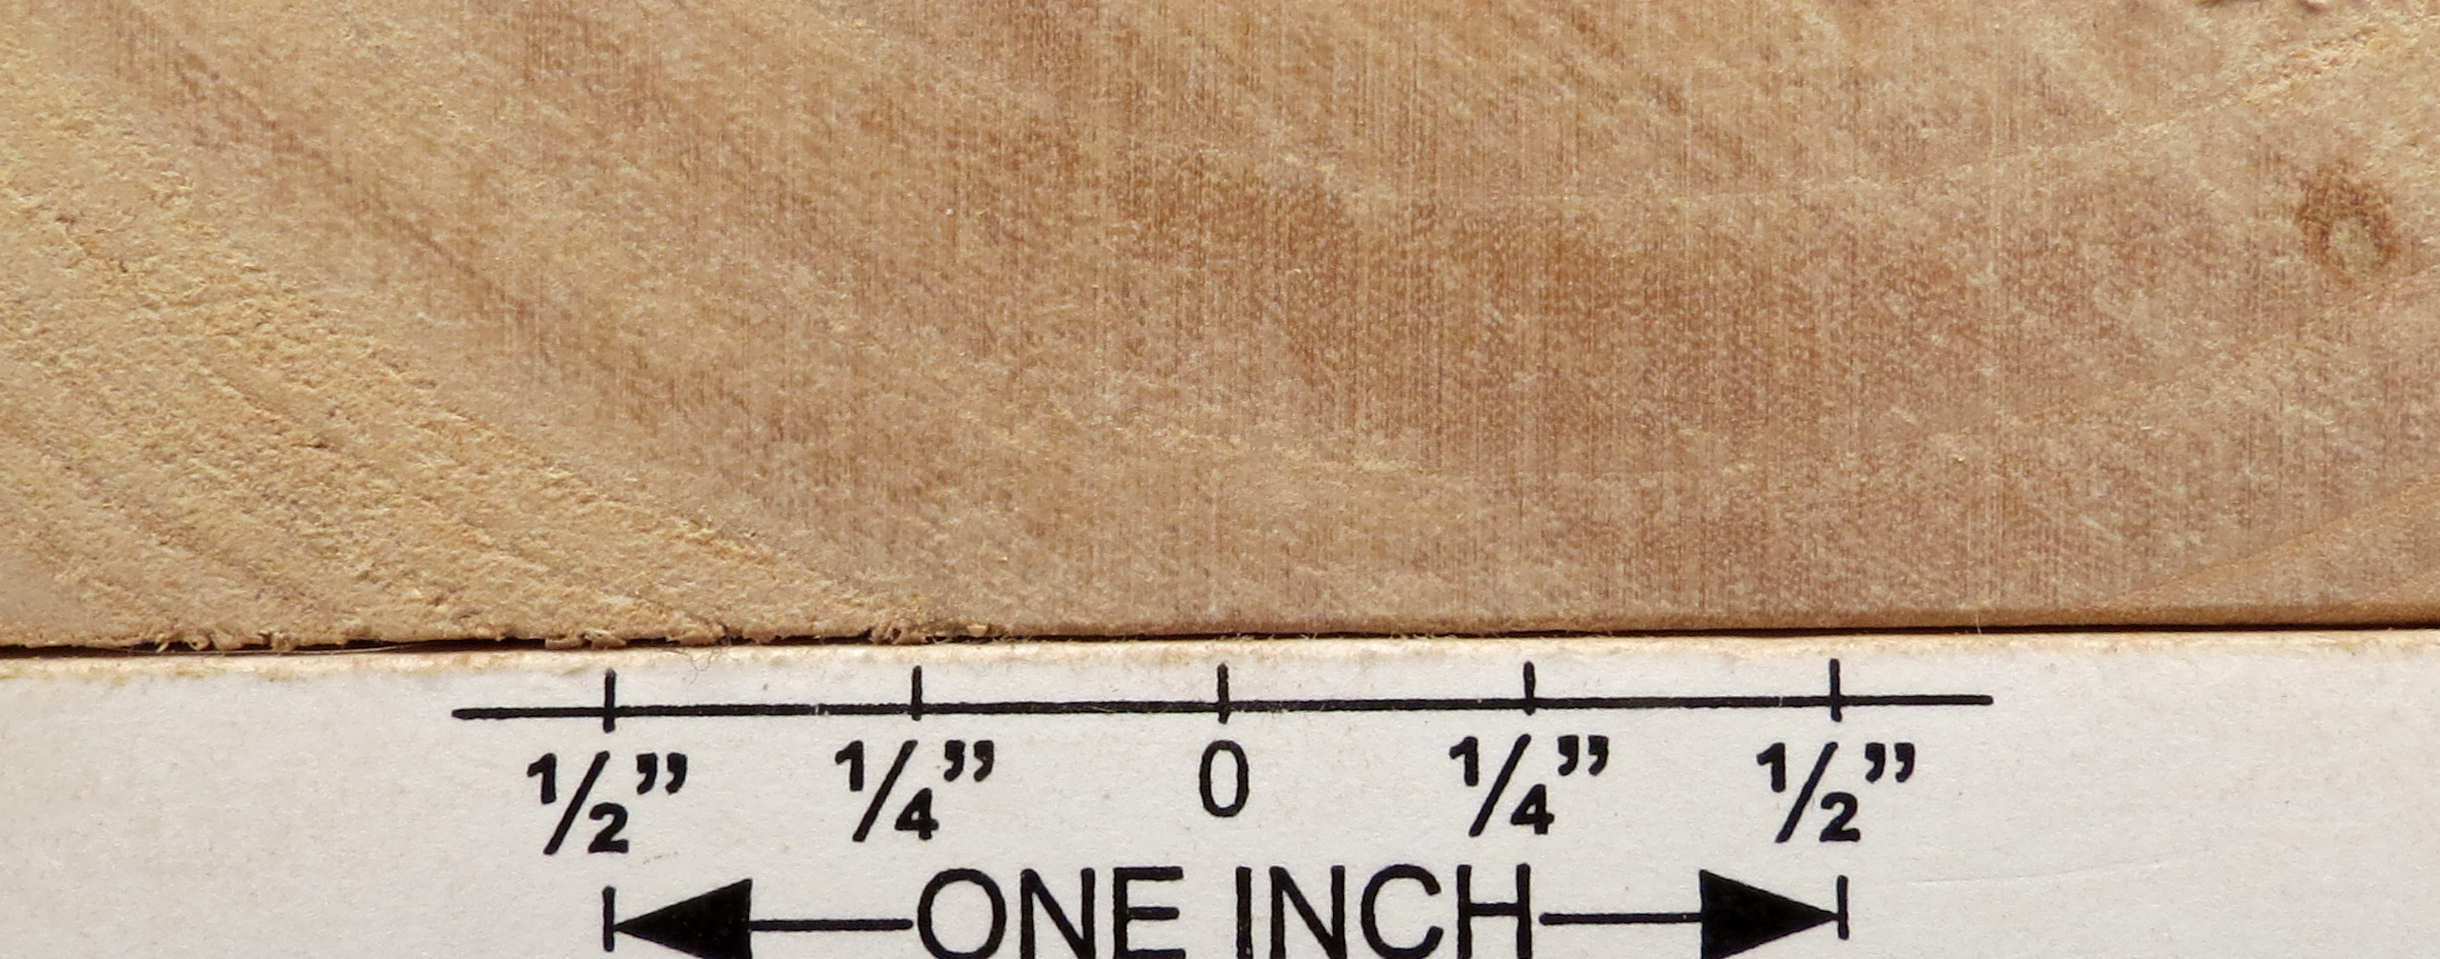 ½” ¼” 0 ¼” ½”
ONE INCH